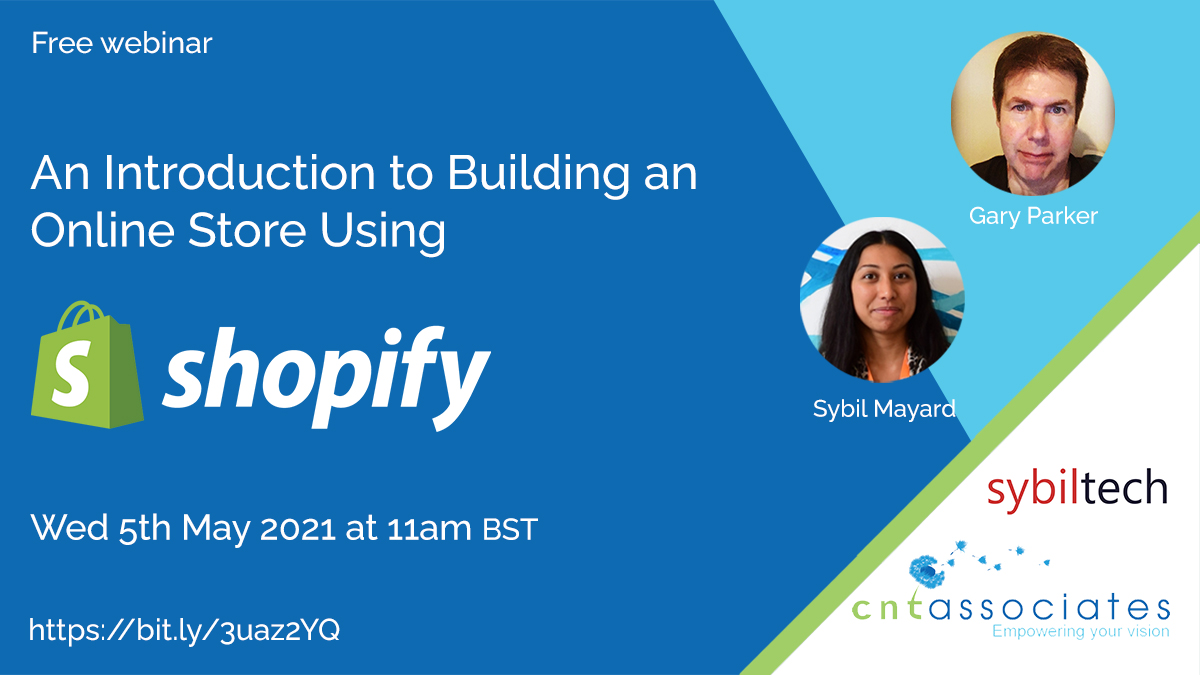 Free webinar
An Introduction to Building an
Online Store Using
S shopify
Wed 5th May 2021 at 11am BST
https://bit.ly/3uaz2YQ
Gary Parker
Sybil Mayard
sybiltech
cntassociates
Empowering your vision